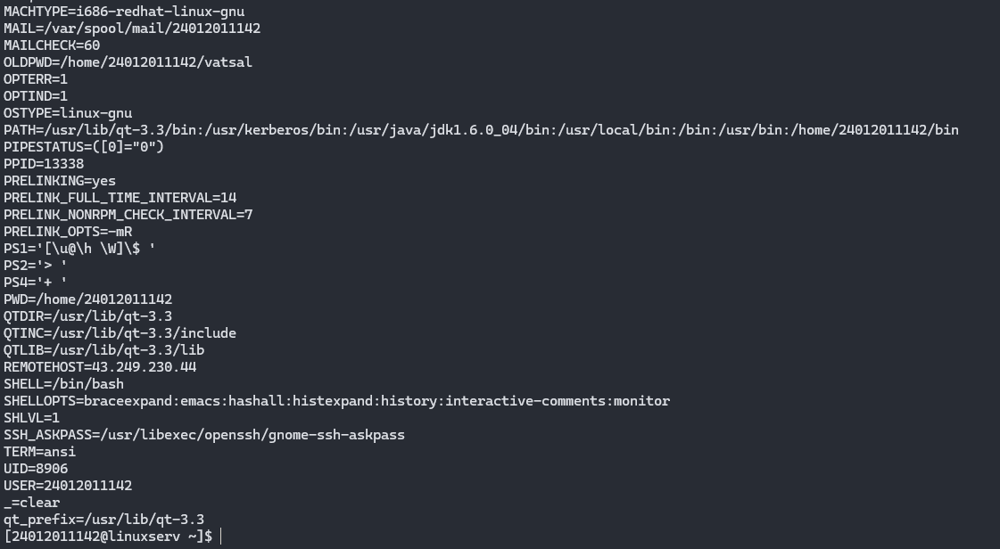 MACHTYPE=i686-redhat-linux-gnu
MAIL=/var/spool/mail/24012011142
MAILCHECK=60
OLDPWD=/home/24012011142/vatsal
OPTERR=1
OPTIND=1
OSTYPE=linux-gnu
PATH=/usr/lib/qt-3.3/bin:/usr/kerberos/bin:/usr/java/jdk1.6.0_04/bin:/usr/local/bin:/bin:/usr/bin:/home/24012011142/bin
PIPESTATUS=([0]="0")
PPID=13338
PRELINKING=yes
PRELINK_FULL_TIME_INTERVAL=14
PRELINK_NONRPM_CHECK_INTERVAL=7
PRELINK_OPTS=-mR
PS1='[\u@\h \W]\$ '
PS2='> '
PS4='+ '
PWD=/home/24012011142
QTDIR=/usr/lib/qt-3.3
QTINC=/usr/lib/qt-3.3/include
QTLIB=/usr/lib/qt-3.3/lib
REMOTEHOST=43.249.230.44
SHELL=/bin/bash
SHELLOPTS=braceexpand:emacs:hashall:histexpand:history:interactive-comments:monitor
SHLVL=1
SSH_ASKPASS=/usr/libexec/openssh/gnome-ssh-askpass
TERM=ansi
UID=8906
USER=24012011142
_=clear
qt_prefix=/usr/lib/qt-3.3
[24012011142@linuxserv ~]$